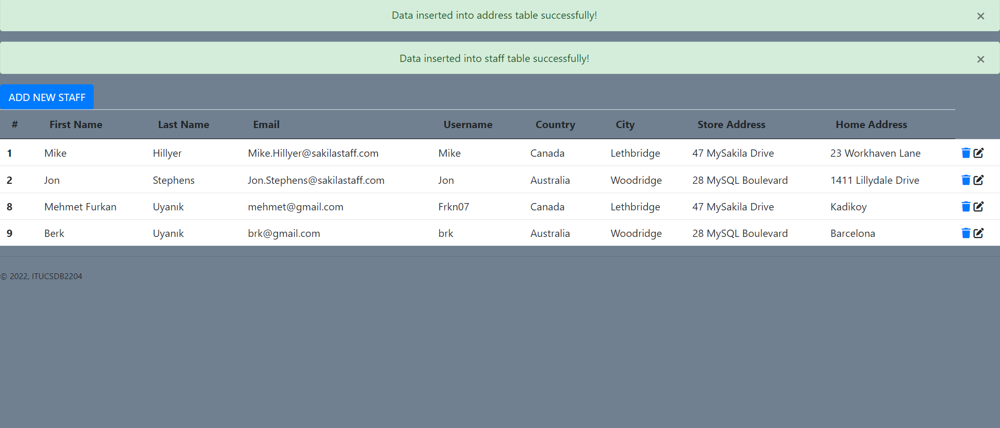 Data inserted into address table successfully! ×
Data inserted into staff table successfully! ×
ADD NEW STAFF
# First Name Last Name Email Username Country City Store Address Home Address
1 Mike Hillyer Mike.Hillyer@sakilastaff.com Mike Canada Lethbridge 47 MySakila Drive 23 Workhaven Lane
2 Jon Stephens Jon.Stephens@sakilastaff.com Jon Australia Woodridge 28 MySQL Boulevard 1411 Lillydale Drive
8 Mehmet Furkan Uyanık mehmet@gmail.com Frkn07 Canada Lethbridge 47 MySakila Drive Kadikoy
9 Berk Uyanık brk@gmail.com brk Australia Woodridge 28 MySQL Boulevard Barcelona
© 2022, ITUCSDB2204